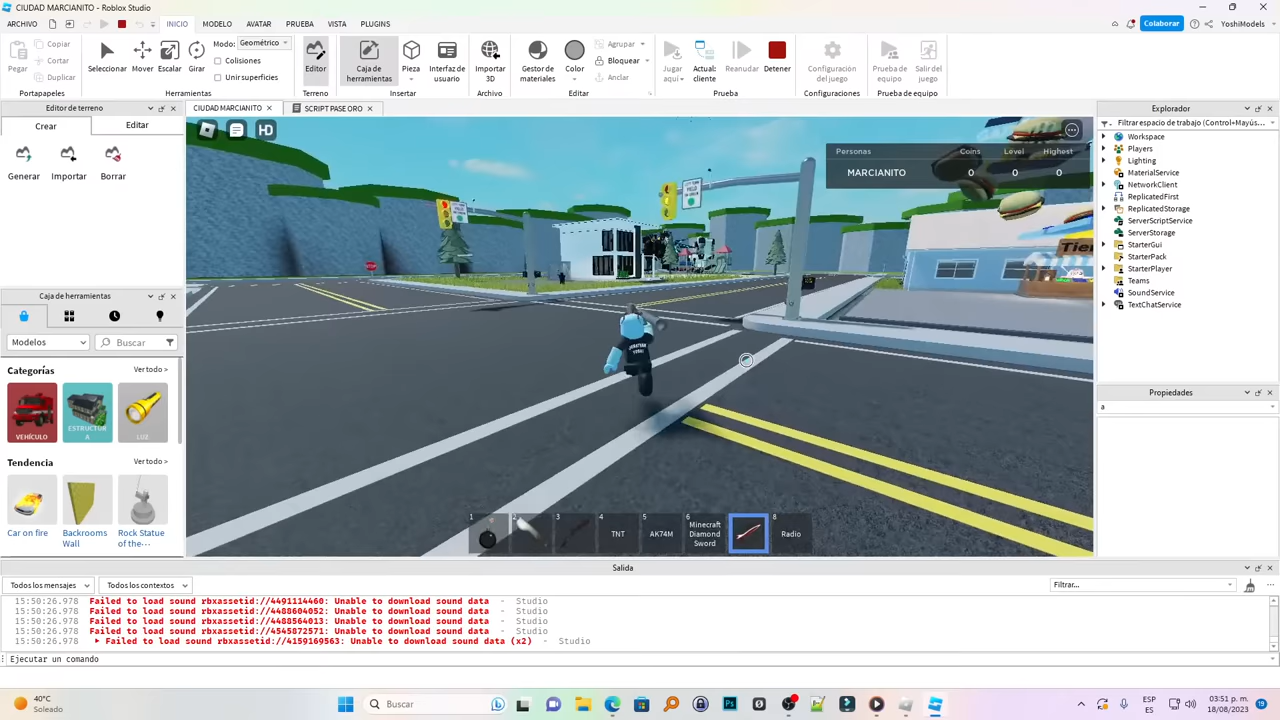 CIUDAD MARCIANITO - Roblox Studio
ARCHIVO INICIO MODELO AVATAR PRUEBA VISTA PLUGINS Colaborar YoshiModels
Pegar Copiar Cortar Duplicar Portapapeles
Seleccionar Mover Escalar Girar Modo: Geométrico Colisiones Unir superficies Herramientas
Editor Terreno
Caja de herramientas Pieza Interfaz de usuario Insertar
Importar 3D Archivo
Gestor de materiales Color Agrupar Bloquear Anclar Editar
Jugar aquí Actual: cliente Reanudar Detener Prueba
Configuración del juego Configuraciones
Prueba de equipo Salir del juego Prueba de equipo
Editor de terreno
Crear Editar
Generar Importar Borrar
Caja de herramientas
Modelos Buscar
Categorías Ver todo >
VEHÍCULO ESTRUCTURA LUZ
Tendencia Ver todo >
Car on fire Backrooms Wall Rock Statue of the...
CIUDAD MARCIANITO SCRIPT PASE ORO
HD
Personas Coins Level Highest
MARCIANITO 0 0 0
Tien
1 2 3 4 5 6 8
TNT AK74M Minecraft Diamond Sword Radio
Explorador
Filtrar espacio de trabajo (Control+Mayús...
Workspace
Players
Lighting
MaterialService
NetworkClient
ReplicatedFirst
ReplicatedStorage
ServerScriptService
ServerStorage
StarterGui
StarterPack
StarterPlayer
Teams
SoundService
TextChatService
Propiedades
a
Salida
Todos los mensajes Todos los contextos Filtrar...
15:50:26.978 Failed to load sound rbxassetid://4491114460: Unable to download sound data - Studio
15:50:26.978 Failed to load sound rbxassetid://4488604052: Unable to download sound data - Studio
15:50:26.978 Failed to load sound rbxassetid://4488564013: Unable to download sound data - Studio
15:50:26.978 Failed to load sound rbxassetid://4545872571: Unable to download sound data - Studio
15:50:26.978 Failed to load sound rbxassetid://4159169563: Unable to download sound data (x2) - Studio
Ejecutar un comando
40°C
Soleado
Buscar
ESP
ES
03:51 p. m.
18/08/2023
19